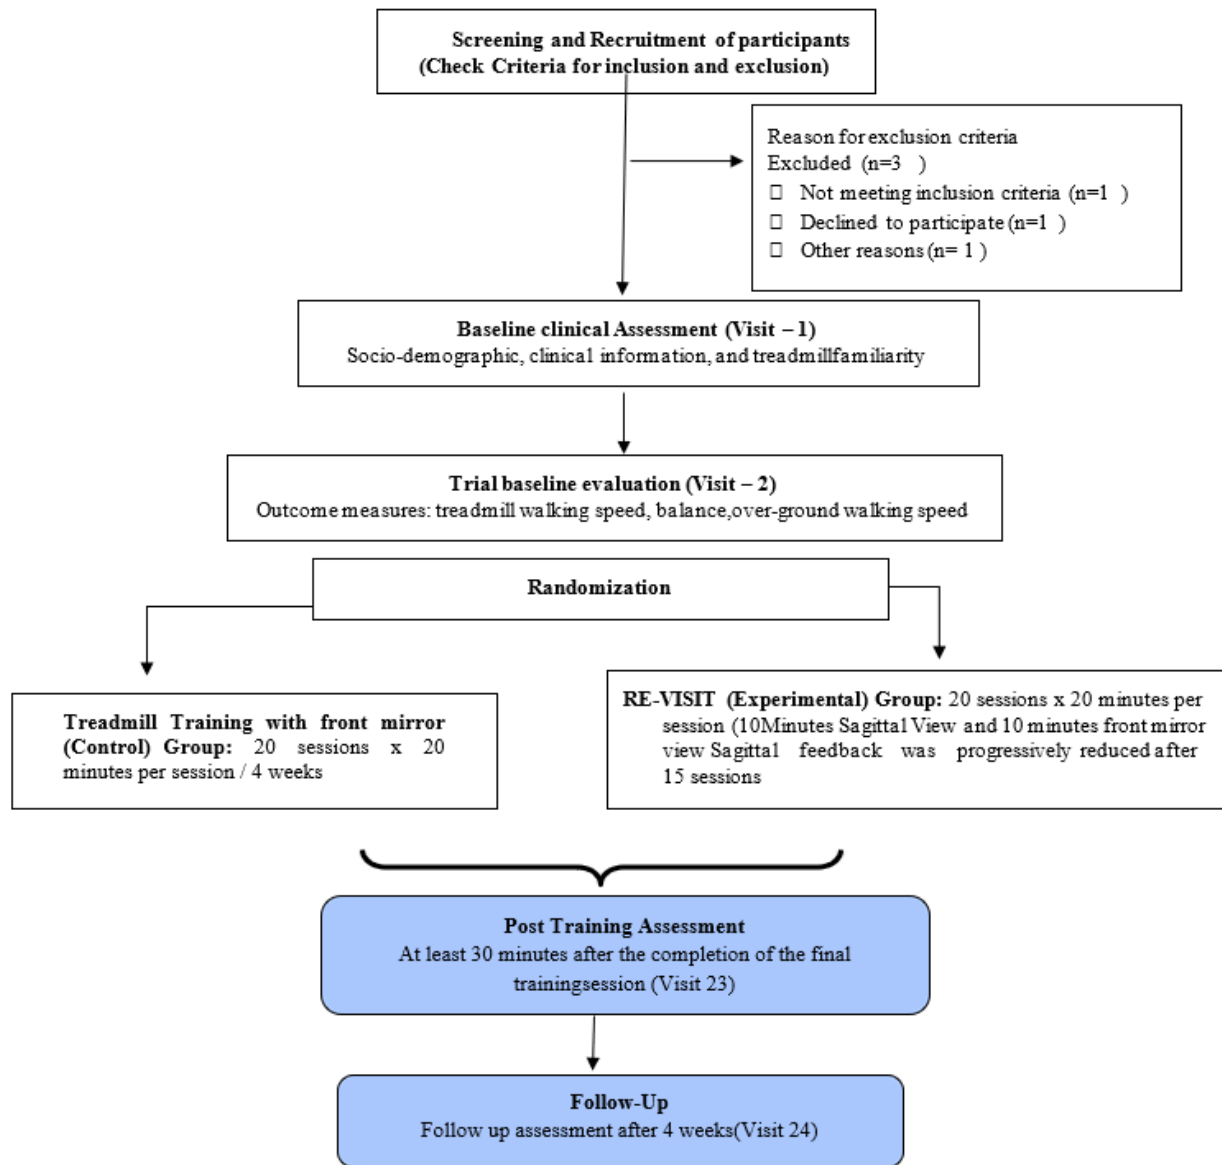 Screening and Recruitment of participants
(Check Criteria for inclusion and exclusion)
Reason for exclusion criteria
Excluded (n=3 )
□ Not meeting inclusion criteria (n=1 )
□ Declined to participate (n=1 )
□ Other reasons (n= 1 )
Baseline clinical Assessment (Visit – 1)
Socio-demographic, clinical information, and treadmillfamiliarity
Trial baseline evaluation (Visit – 2)
Outcome measures: treadmill walking speed, balance,over-ground walking speed
Randomization
Treadmill Training with front mirror
(Control) Group: 20 sessions x 20
minutes per session / 4 weeks
RE-VISIT (Experimental) Group: 20 sessions x 20 minutes per
session (10Minutes Sagittal View and 10 minutes front mirror
view Sagittal feedback was progressively reduced after
15 sessions
Post Training Assessment
At least 30 minutes after the completion of the final
trainingsession (Visit 23)
Follow-Up
Follow up assessment after 4 weeks(Visit 24)